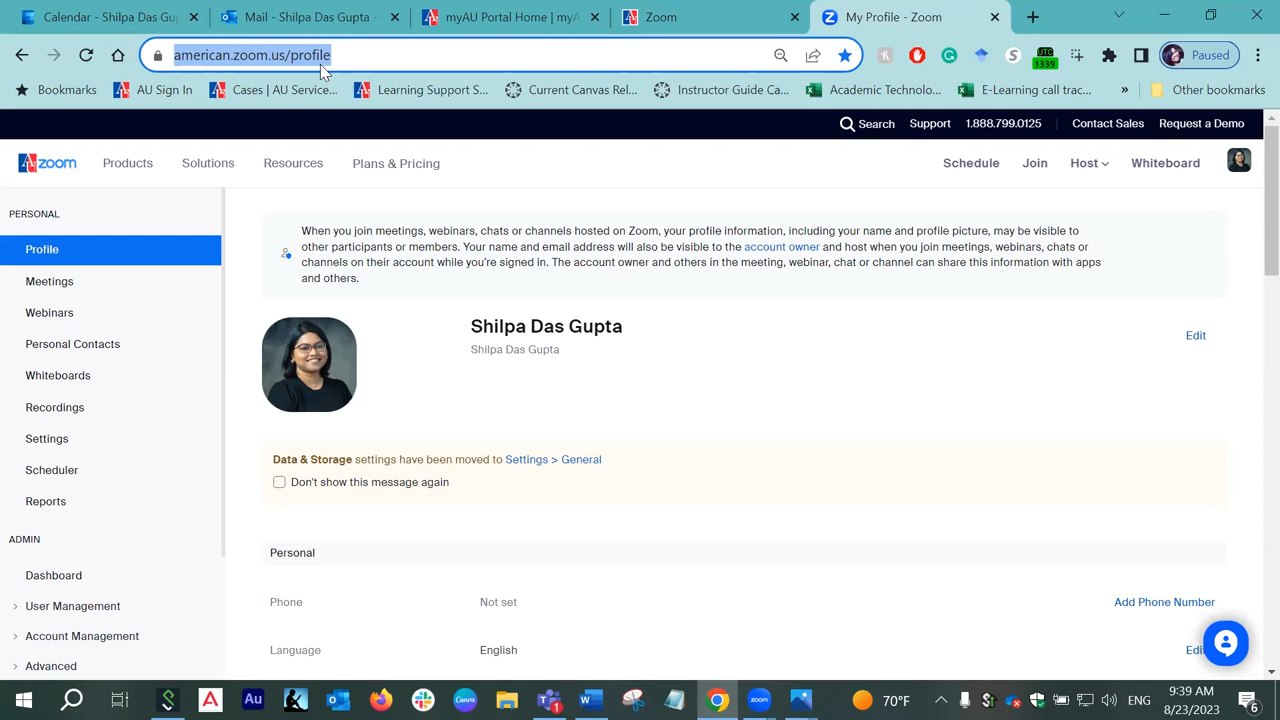 Calendar - Shilpa Das Gup
Mail - Shilpa Das Gupta -
myAU Portal Home | myA
Zoom
My Profile - Zoom
american.zoom.us/profile
UTC
1339
Paused
Bookmarks
AU Sign In
Cases | AU Service...
Learning Support S...
Current Canvas Rel...
Instructor Guide Ca...
Academic Technolo...
E-Learning call trac...
»
Other bookmarks
Search
Support
1.888.799.0125
Contact Sales
Request a Demo
zoom
Products
Solutions
Resources
Plans & Pricing
Schedule
Join
Host
Whiteboard
PERSONAL
Profile
Meetings
Webinars
Personal Contacts
Whiteboards
Recordings
Settings
Scheduler
Reports
ADMIN
Dashboard
User Management
Account Management
Advanced
When you join meetings, webinars, chats or channels hosted on Zoom, your profile information, including your name and profile picture, may be visible to
other participants or members. Your name and email address will also be visible to the account owner and host when you join meetings, webinars, chats or
channels on their account while you're signed in. The account owner and others in the meeting, webinar, chat or channel can share this information with apps
and others.
Shilpa Das Gupta
Shilpa Das Gupta
Edit
Data & Storage settings have been moved to Settings > General
Don't show this message again
Personal
Phone
Not set
Add Phone Number
Language
English
Edit
70°F
ENG
9:39 AM
8/23/2023
6